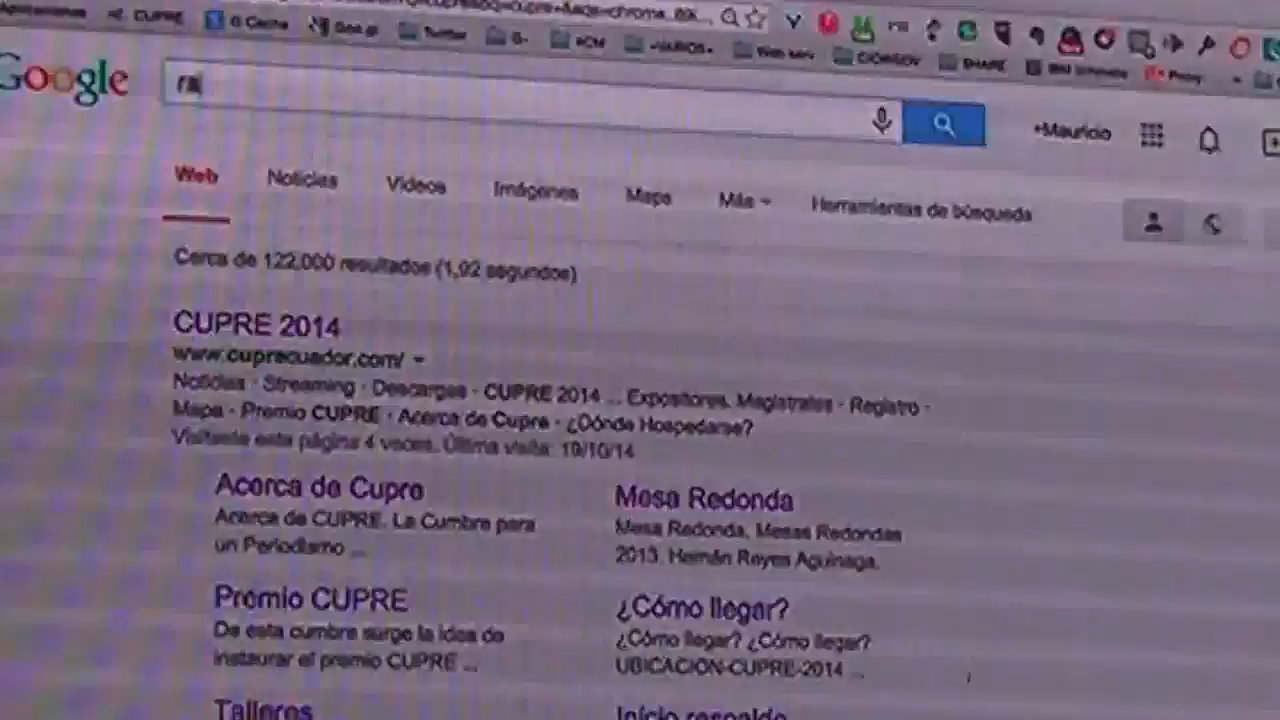 CUPRE
Google
ra
+Mauricio
Web Noticias Videos Imágenes Maps Más Herramientas de búsqueda
Cerca de 122,000 resultados (1,92 segundos)
CUPRE 2014
www.cuprecuador.com/
Noticias · Streaming · Descargas · CUPRE 2014 ... Expositores. Magistrales · Registro ·
Mapa · Premio CUPRE · Acerca de Cupre · ¿Dónde Hospedarse?
Visitaste esta página 4 veces. Última visita: 19/10/14
Acerca de Cupre
Acerca de CUPRE. La Cumbre para
un Periodismo ...
Mesa Redonda
Mesa Redonda, Mesas Redondas
2013. Hernán Reyes Aguinaga.
Premio CUPRE
De esta cumbre surge la idea de
instaurar el premio CUPRE ...
¿Cómo llegar?
¿Cómo llegar? ¿Cómo llegar?
UBICACION-CUPRE-2014 ...
Talleres
Inicio respaldo